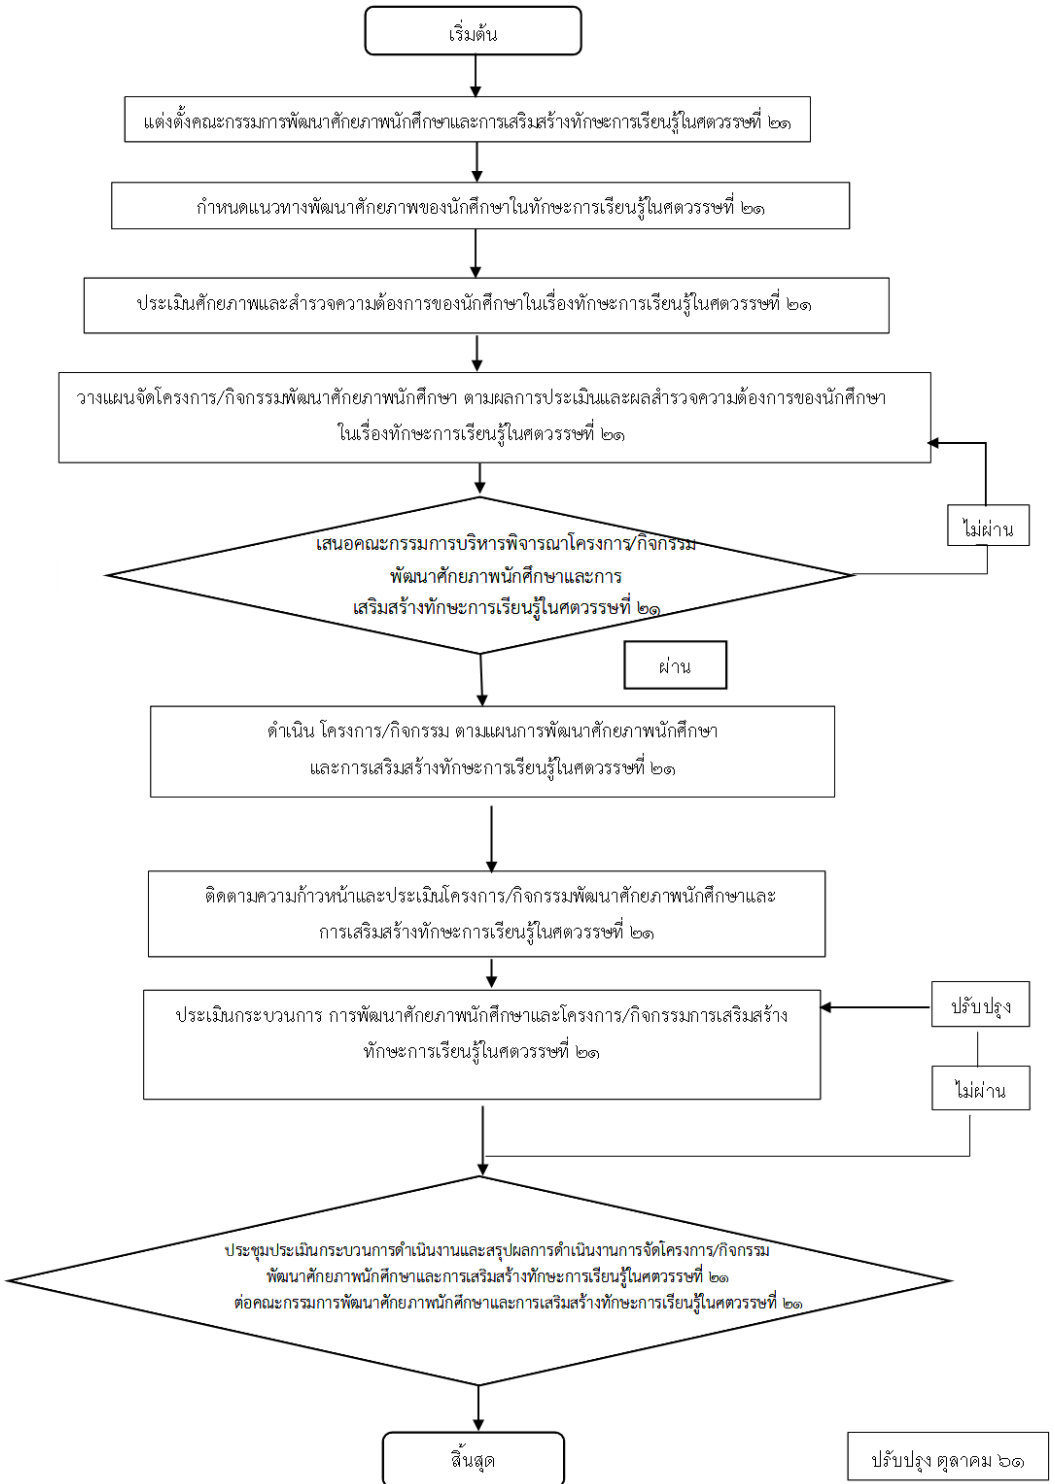 เริ่มต้น
แต่งตั้งคณะกรรมการพัฒนาศักยภาพนักศึกษาและการเสริมสร้างทักษะการเรียนรู้ในศตวรรษที่ ๒๑
กำหนดแนวทางพัฒนาศักยภาพของนักศึกษาในทักษะการเรียนรู้ในศตวรรษที่ ๒๑
ประเมินศักยภาพและสำรวจความต้องการของนักศึกษาในเรื่องทักษะการเรียนรู้ในศตวรรษที่ ๒๑
วางแผนจัดโครงการ/กิจกรรมพัฒนาศักยภาพนักศึกษา ตามผลการประเมินและผลสำรวจความต้องการของนักศึกษา
ในเรื่องทักษะการเรียนรู้ในศตวรรษที่ ๒๑
ไม่ผ่าน
เสนอคณะกรรมการบริหารพิจารณาโครงการ/กิจกรรม
พัฒนาศักยภาพนักศึกษาและการ
เสริมสร้างทักษะการเรียนรู้ในศตวรรษที่ ๒๑
ผ่าน
ดำเนิน โครงการ/กิจกรรม ตามแผนการพัฒนาศักยภาพนักศึกษา
และการเสริมสร้างทักษะการเรียนรู้ในศตวรรษที่ ๒๑
ติดตามความก้าวหน้าและประเมินโครงการ/กิจกรรมพัฒนาศักยภาพนักศึกษาและ
การเสริมสร้างทักษะการเรียนรู้ในศตวรรษที่ ๒๑
ประเมินกระบวนการ การพัฒนาศักยภาพนักศึกษาและโครงการ/กิจกรรมการเสริมสร้าง
ทักษะการเรียนรู้ในศตวรรษที่ ๒๑
ปรับปรุง
ไม่ผ่าน
ประชุมประเมินกระบวนการดำเนินงานและสรุปผลการดำเนินงานการจัดโครงการ/กิจกรรม
พัฒนาศักยภาพนักศึกษาและการเสริมสร้างทักษะการเรียนรู้ในศตวรรษที่ ๒๑
ต่อคณะกรรมการพัฒนาศักยภาพนักศึกษาและการเสริมสร้างทักษะการเรียนรู้ในศตวรรษที่ ๒๑
สิ้นสุด
ปรับปรุง ตุลาคม ๖๑